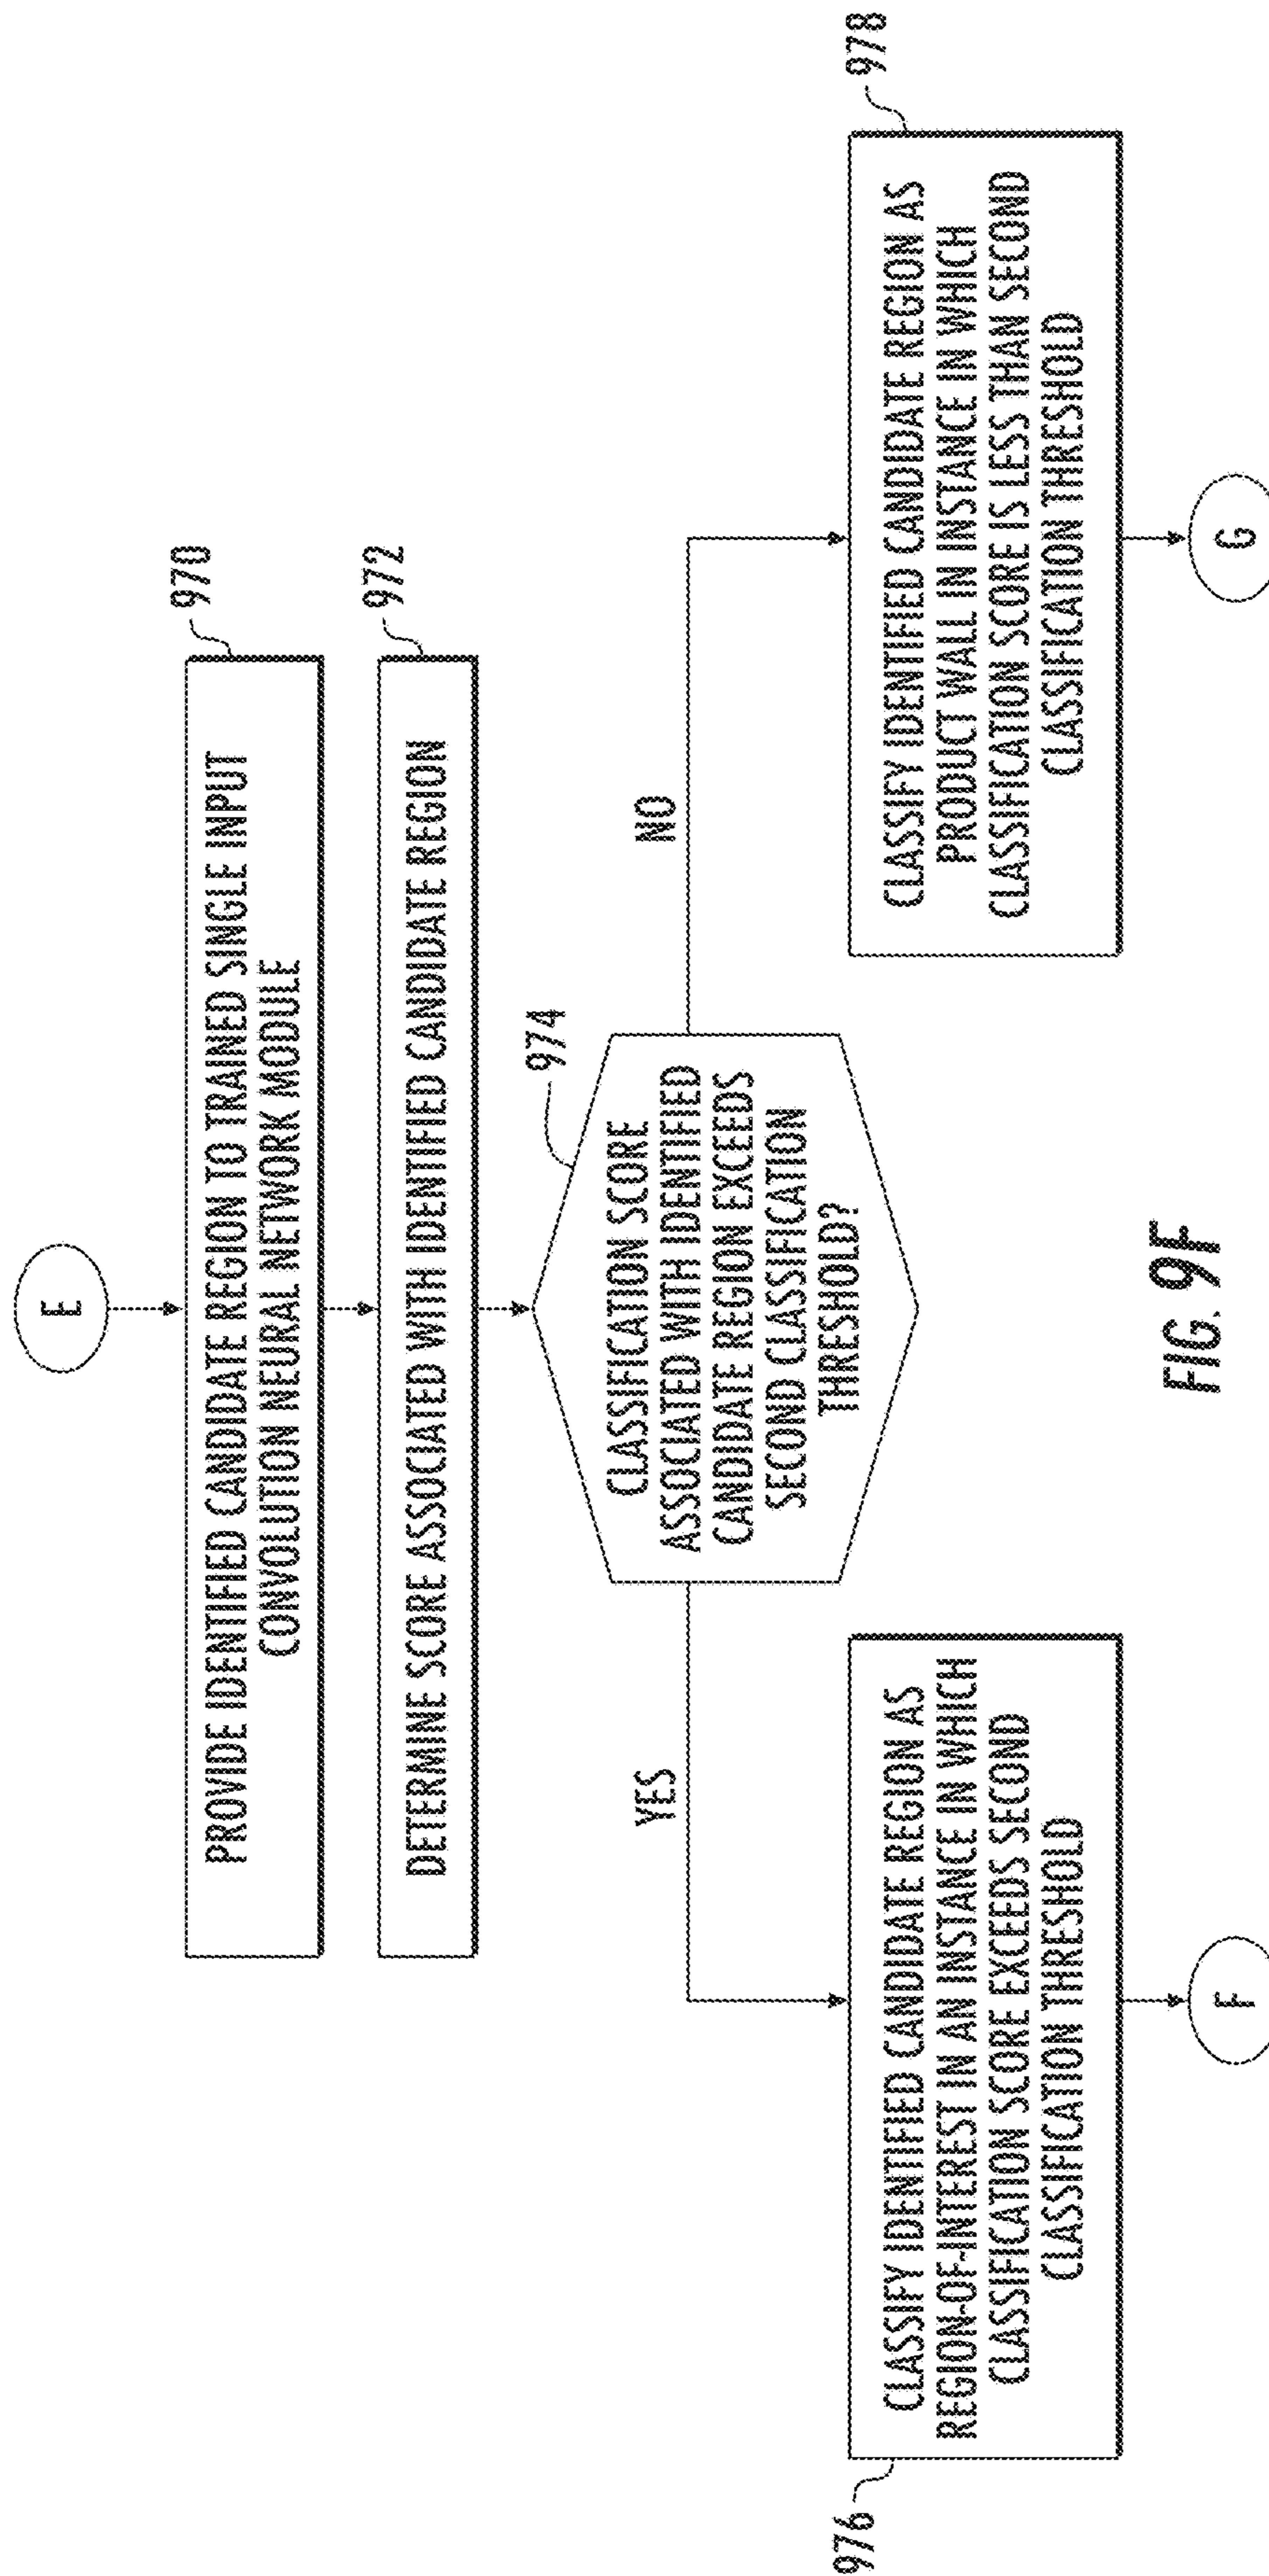 E
970
PROVIDE IDENTIFIED CANDIDATE REGION TO TRAINED SINGLE INPUT
CONVOLUTION NEURAL NETWORK MODULE
972
DETERMINE SCORE ASSOCIATED WITH IDENTIFIED CANDIDATE REGION
974
CLASSIFICATION SCORE
ASSOCIATED WITH IDENTIFIED
CANDIDATE REGION EXCEEDS
SECOND CLASSIFICATION
THRESHOLD?
YES
NO
976
CLASSIFY IDENTIFIED CANDIDATE REGION AS
REGION-OF-INTEREST IN AN INSTANCE IN WHICH
CLASSIFICATION SCORE EXCEEDS SECOND
CLASSIFICATION THRESHOLD
978
CLASSIFY IDENTIFIED CANDIDATE REGION AS
PRODUCT WALL IN INSTANCE IN WHICH
CLASSIFICATION SCORE IS LESS THAN SECOND
CLASSIFICATION THRESHOLD
F
G
FIG. 9F